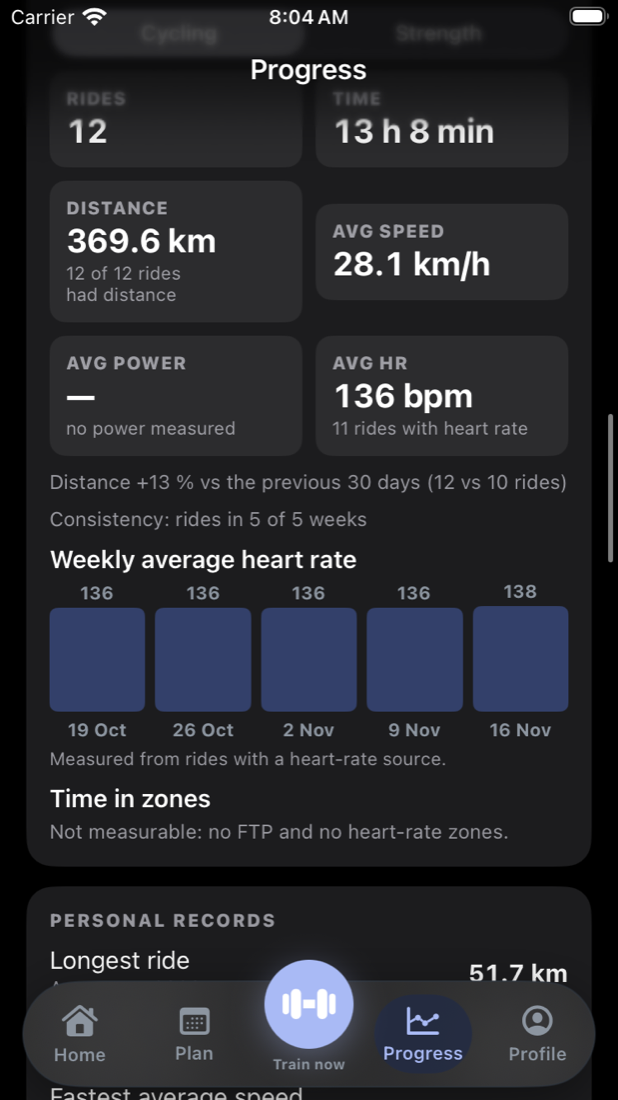 Carrier
8:04 AM
Cycling
Strength
Progress
RIDES
12
TIME
13 h 8 min
DISTANCE
369.6 km
12 of 12 rides
had distance
AVG SPEED
28.1 km/h
AVG POWER
—
no power measured
AVG HR
136 bpm
11 rides with heart rate
Distance +13 % vs the previous 30 days (12 vs 10 rides)
Consistency: rides in 5 of 5 weeks
Weekly average heart rate
136 136 136 136 138
19 Oct 26 Oct 2 Nov 9 Nov 16 Nov
Measured from rides with a heart-rate source.
Time in zones
Not measurable: no FTP and no heart-rate zones.
PERSONAL RECORDS
Longest ride
51.7 km
Home
Plan
Train now
Progress
Profile
Fastest average speed